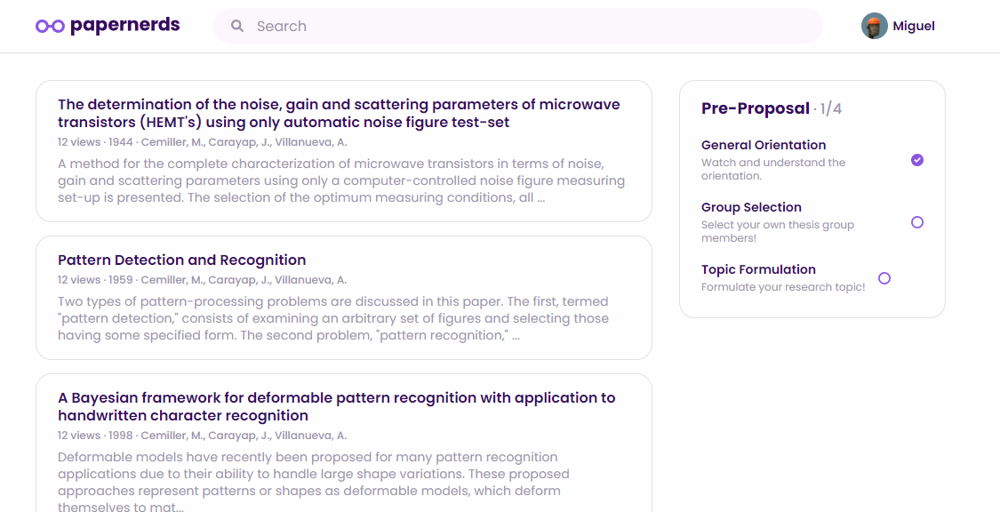 papernerds
Search
Miguel
The determination of the noise, gain and scattering parameters of microwave
transistors (HEMT's) using only automatic noise figure test-set
12 views · 1944 · Cemiller, M., Carayap, J., Villanueva, A.
A method for the complete characterization of microwave transistors in terms of noise,
gain and scattering parameters using only a computer-controlled noise figure measuring
set-up is presented. The selection of the optimum measuring conditions, all ...
Pattern Detection and Recognition
12 views · 1959 · Cemiller, M., Carayap, J., Villanueva, A.
Two types of pattern-processing problems are discussed in this paper. The first, termed
"pattern detection," consists of examining an arbitrary set of figures and selecting those
having some specified form. The second problem, "pattern recognition," ...
A Bayesian framework for deformable pattern recognition with application to
handwritten character recognition
12 views · 1998 · Cemiller, M., Carayap, J., Villanueva, A.
Deformable models have recently been proposed for many pattern recognition
applications due to their ability to handle large shape variations. These proposed
approaches represent patterns or shapes as deformable models, which deform
themselves to mat...
Pre-Proposal · 1/4
General Orientation
Watch and understand the
orientation.
Group Selection
Select your own thesis group
members!
Topic Formulation
Formulate your research topic!